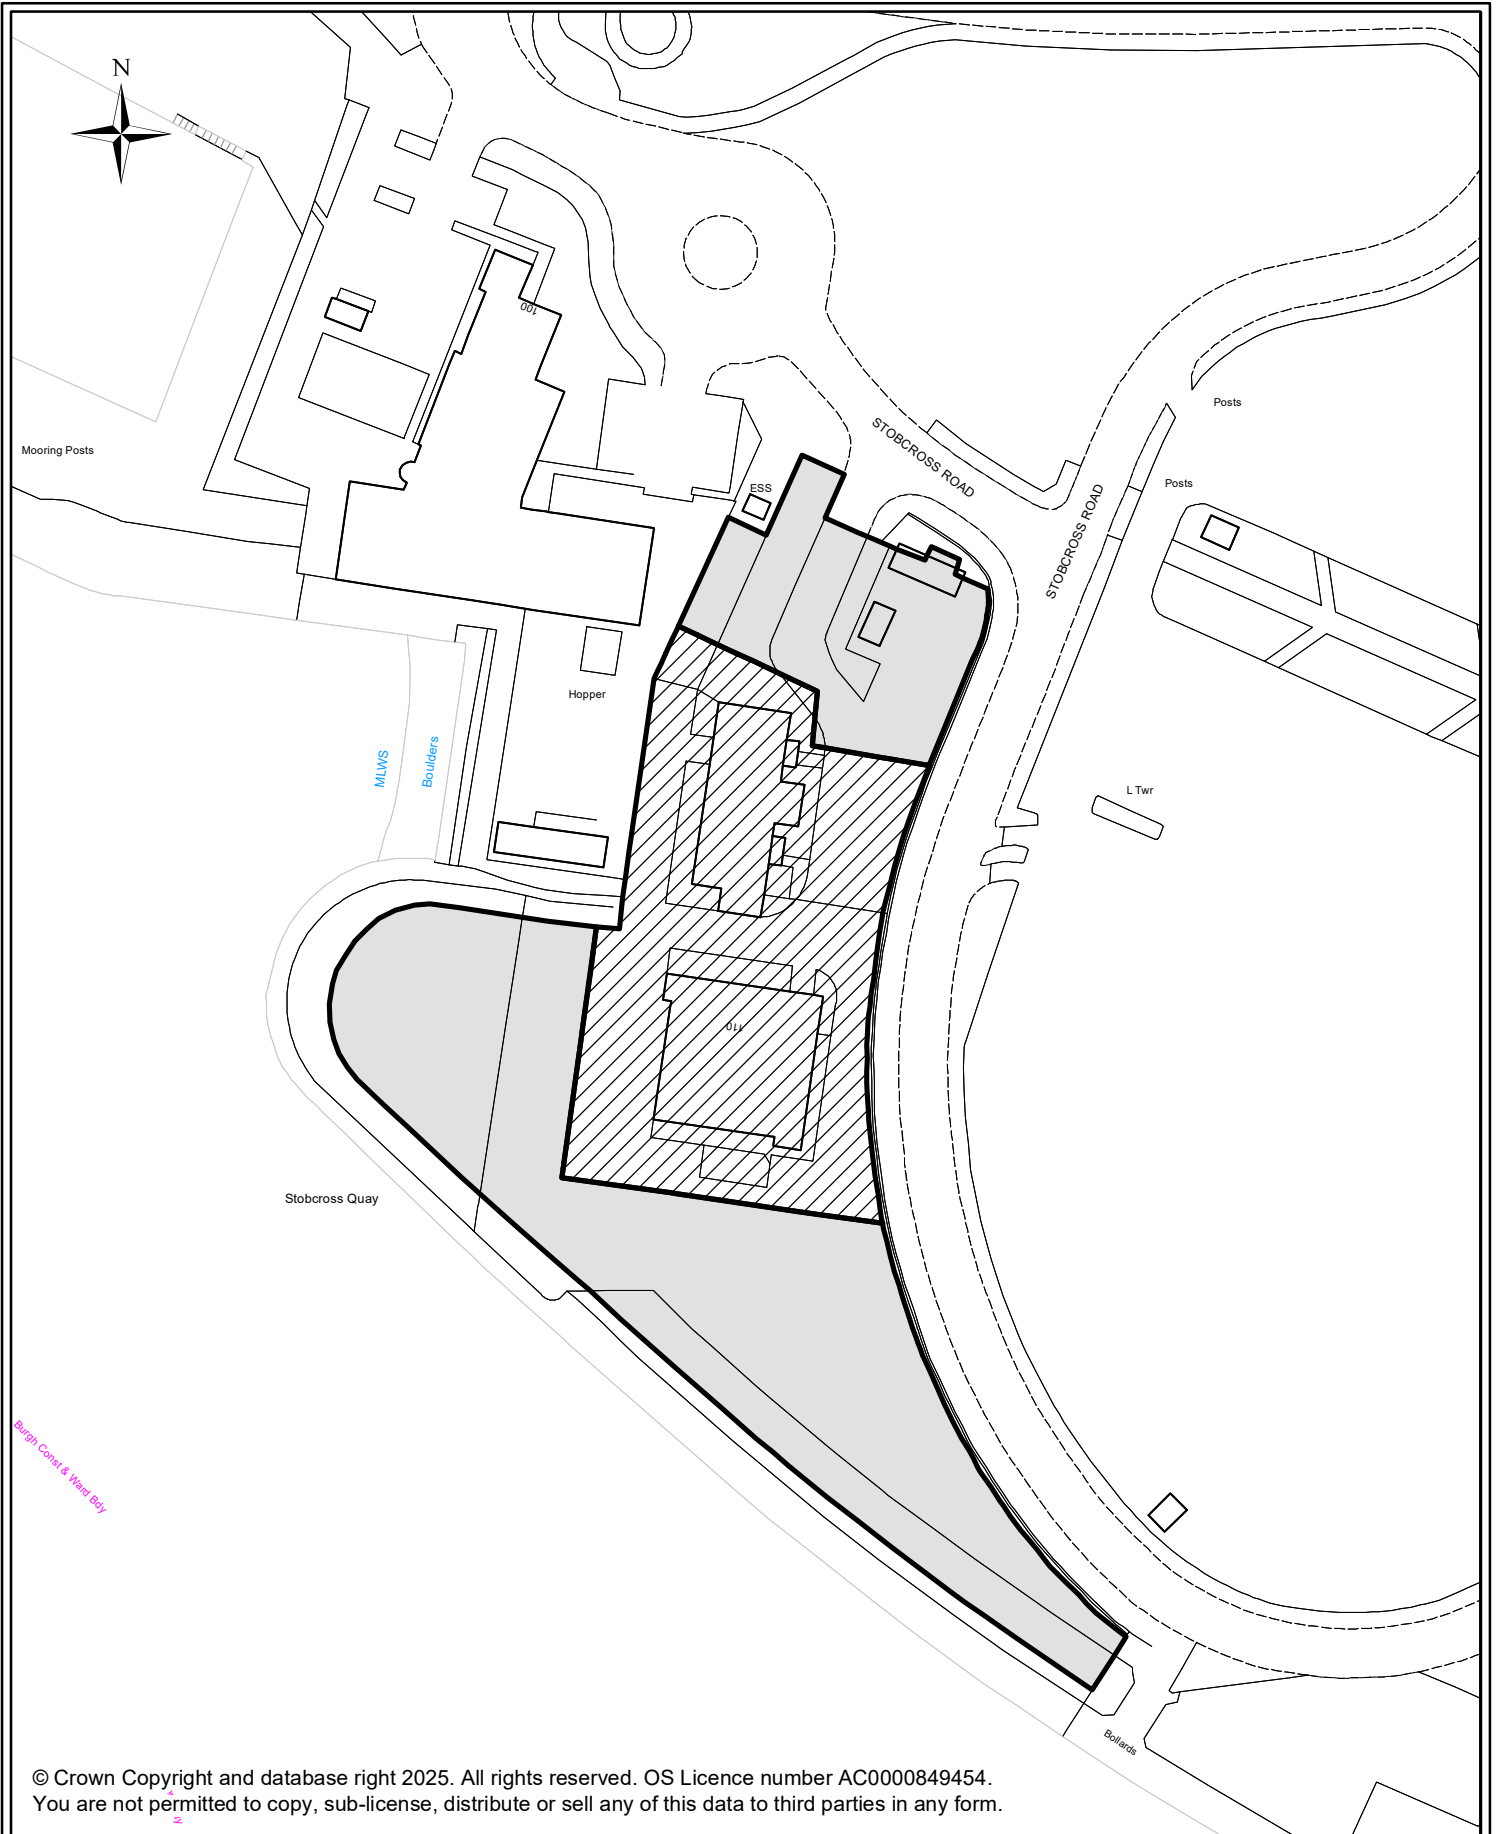 N
100
Mooring Posts
STOBCROSS ROAD
Posts
Posts
ESS
STOBCROSS ROAD
Hopper
MLWS
Boulders
L Twr
110
Stobcross Quay
Burgh Const & Ward Bdy
Bollards
© Crown Copyright and database right 2025. All rights reserved. OS Licence number AC0000849454.
You are not permitted to copy, sub-license, distribute or sell any of this data to third parties in any form.